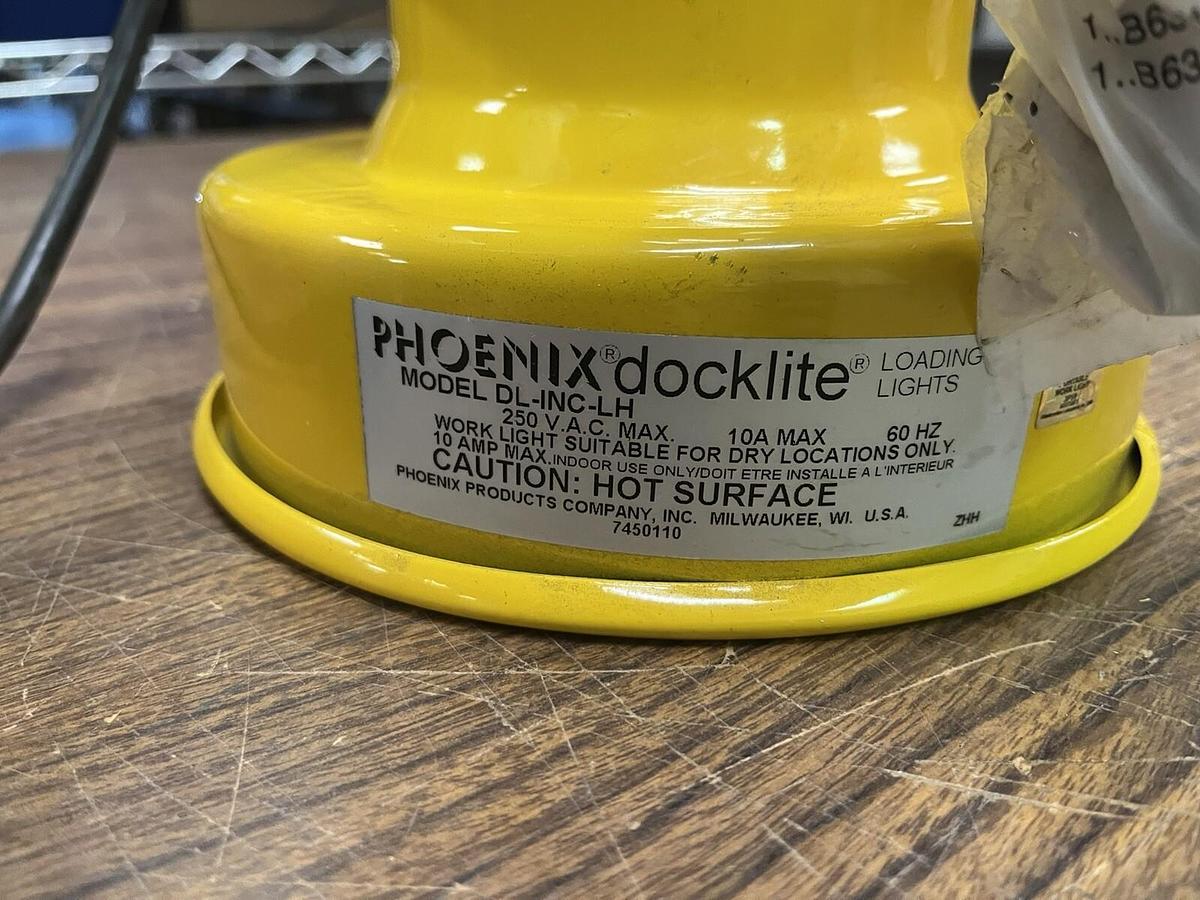 1..B63
1..B63
PHOENIX® docklite® LOADING LIGHTS
MODEL DL-INC-LH
250 V.A.C. MAX. 10A MAX 60 HZ
WORK LIGHT SUITABLE FOR DRY LOCATIONS ONLY.
10 AMP MAX. INDOOR USE ONLY/DOIT ETRE INSTALLE A L'INTERIEUR
CAUTION: HOT SURFACE
PHOENIX PRODUCTS COMPANY, INC. MILWAUKEE, WI. U.S.A.
7450110 ZHH